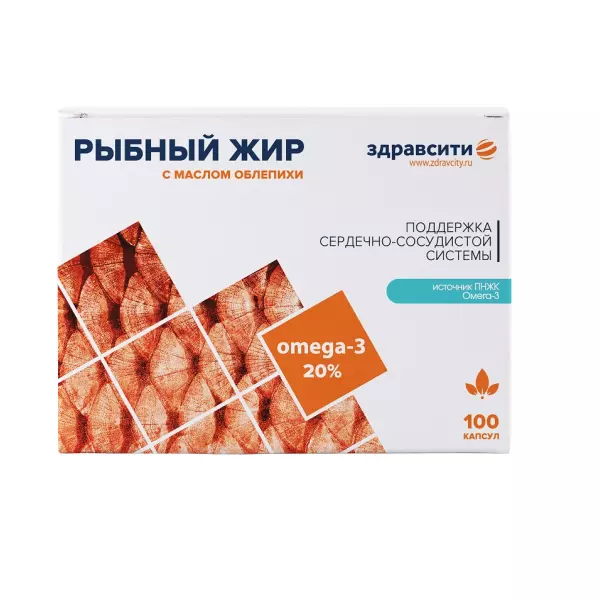 РЫБНЫЙ ЖИР
С МАСЛОМ ОБЛЕПИХИ
здравсити
www.zdravcity.ru
ПОДДЕРЖКА
СЕРДЕЧНО-СОСУДИСТОЙ
СИСТЕМЫ
источник ПНЖК
Омега-3
omega-3
20%
100
КАПСУЛ